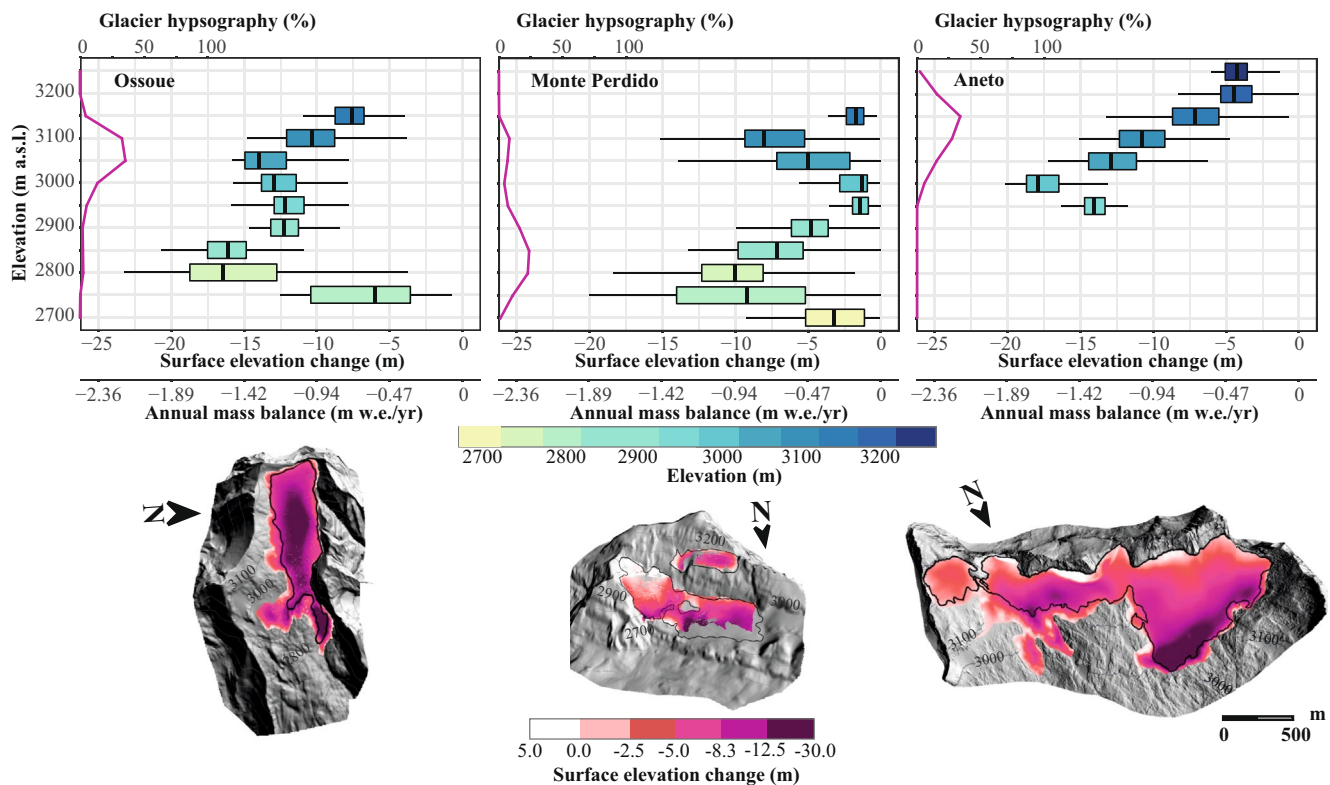 Glacier hypsography (%)
Glacier hypsography (%)
Glacier hypsography (%)
0 50 100
0 50 100
0 50 100
Elevation (m a.s.l.)
3200
3100
3000
2900
2800
2700
Ossoue
Monte Perdido
Aneto
−25 −20 −15 −10 −5 0
−25 −20 −15 −10 −5 0
−25 −20 −15 −10 −5 0
Surface elevation change (m)
Surface elevation change (m)
Surface elevation change (m)
−2.36 −1.89 −1.42 −0.94 −0.47 0
−2.36 −1.89 −1.42 −0.94 −0.47 0
−2.36 −1.89 −1.42 −0.94 −0.47 0
Annual mass balance (m w.e./yr)
Annual mass balance (m w.e./yr)
Annual mass balance (m w.e./yr)
2700 2800 2900 3000 3100 3200
Elevation (m)
N
3100
3000
2800
N
3200
2900
3000
2700
N
3100
3000
3100
3000
5.0 0.0 -2.5 -5.0 -8.3 -12.5 -30.0
Surface elevation change (m)
m
0 500